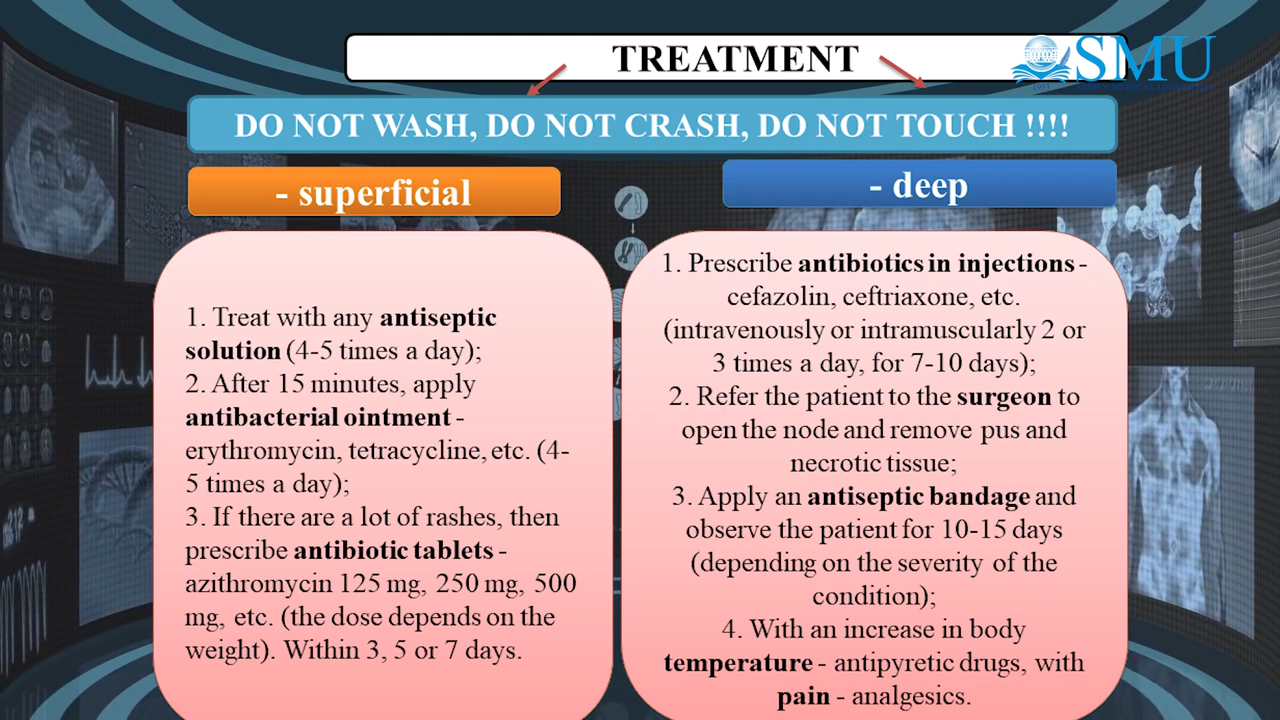 TREATMENT
SMU
1953
DO NOT WASH, DO NOT CRASH, DO NOT TOUCH !!!!
- superficial
- deep
1. Treat with any antiseptic
solution (4-5 times a day);
2. After 15 minutes, apply
antibacterial ointment -
erythromycin, tetracycline, etc. (4-
5 times a day);
3. If there are a lot of rashes, then
prescribe antibiotic tablets -
azithromycin 125 mg, 250 mg, 500
mg, etc. (the dose depends on the
weight). Within 3, 5 or 7 days.
1. Prescribe antibiotics in injections -
cefazolin, ceftriaxone, etc.
(intravenously or intramuscularly 2 or
3 times a day, for 7-10 days);
2. Refer the patient to the surgeon to
open the node and remove pus and
necrotic tissue;
3. Apply an antiseptic bandage and
observe the patient for 10-15 days
(depending on the severity of the
condition);
4. With an increase in body
temperature - antipyretic drugs, with
pain - analgesics.